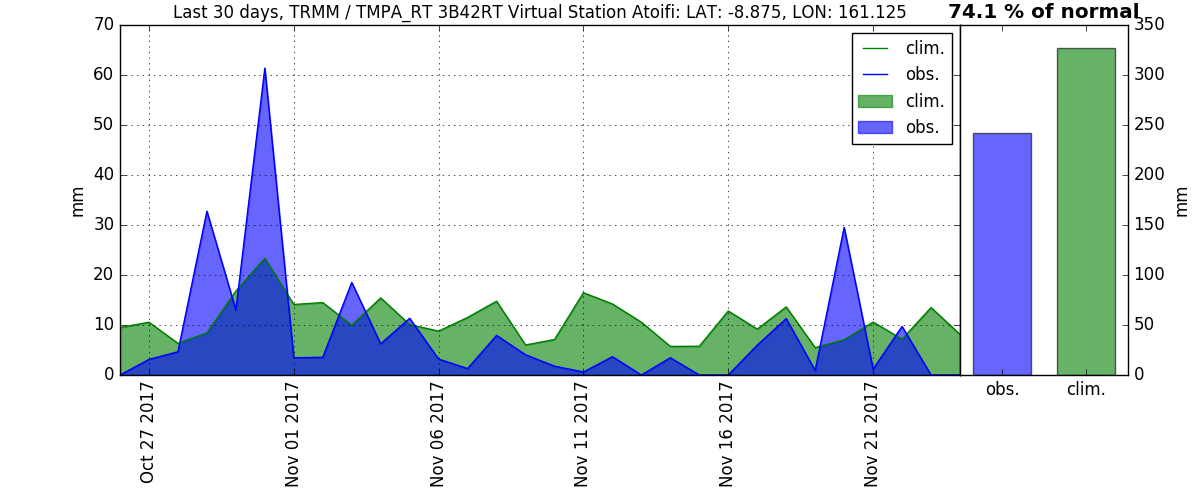 Last 30 days, TRMM / TMPA_RT 3B42RT Virtual Station Atoifi: LAT: -8.875, LON: 161.125
74.1 % of normal
70
60
50
40
30
20
10
0
mm
clim.
obs.
clim.
obs.
350
300
250
200
150
100
50
0
mm
Oct 27 2017
Nov 01 2017
Nov 06 2017
Nov 11 2017
Nov 16 2017
Nov 21 2017
obs.
clim.